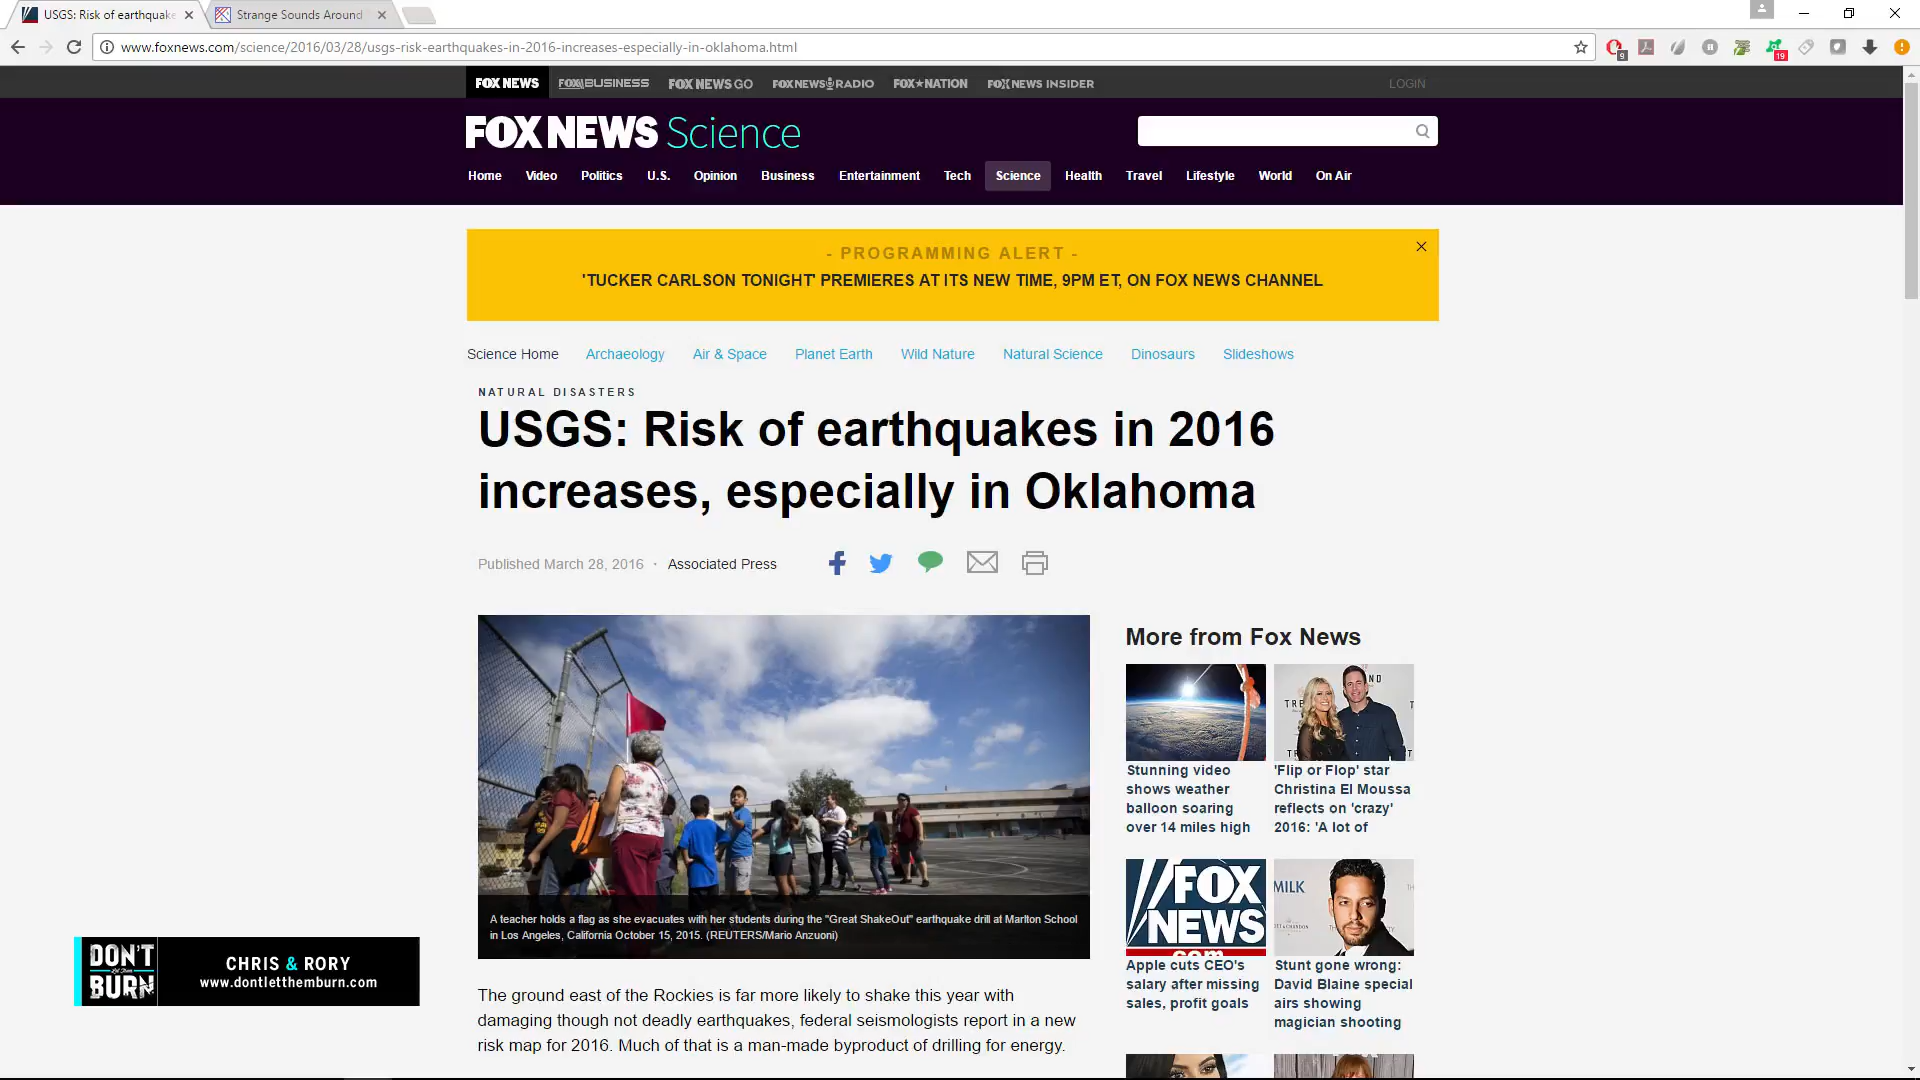 USGS: Risk of earthquake
Strange Sounds Around
www.foxnews.com/science/2016/03/28/usgs-risk-earthquakes-in-2016-increases-especially-in-oklahoma.html
9
19
FOX NEWS
FOX BUSINESS
FOX NEWS GO
FOX NEWS RADIO
FOX★NATION
FOX NEWS INSIDER
LOGIN
FOX NEWS Science
Home Video Politics U.S. Opinion Business Entertainment Tech Science Health Travel Lifestyle World On Air
- PROGRAMMING ALERT -
'TUCKER CARLSON TONIGHT' PREMIERES AT ITS NEW TIME, 9PM ET, ON FOX NEWS CHANNEL
Science Home Archaeology Air & Space Planet Earth Wild Nature Natural Science Dinosaurs Slideshows
NATURAL DISASTERS
USGS: Risk of earthquakes in 2016
increases, especially in Oklahoma
Published March 28, 2016 · Associated Press
A teacher holds a flag as she evacuates with her students during the "Great ShakeOut" earthquake drill at Marlton School
in Los Angeles, California October 15, 2015. (REUTERS/Mario Anzuoni)
The ground east of the Rockies is far more likely to shake this year with
damaging though not deadly earthquakes, federal seismologists report in a new
risk map for 2016. Much of that is a man-made byproduct of drilling for energy.
More from Fox News
Stunning video
shows weather
balloon soaring
over 14 miles high
'Flip or Flop' star
Christina El Moussa
reflects on 'crazy'
2016: 'A lot of
FOX
NEWS
.com
Apple cuts CEO's
salary after missing
sales, profit goals
MILK
Stunt gone wrong:
David Blaine special
airs showing
magician shooting
DON'T
Let Them
BURN
CHRIS & RORY
www.dontletthemburn.com